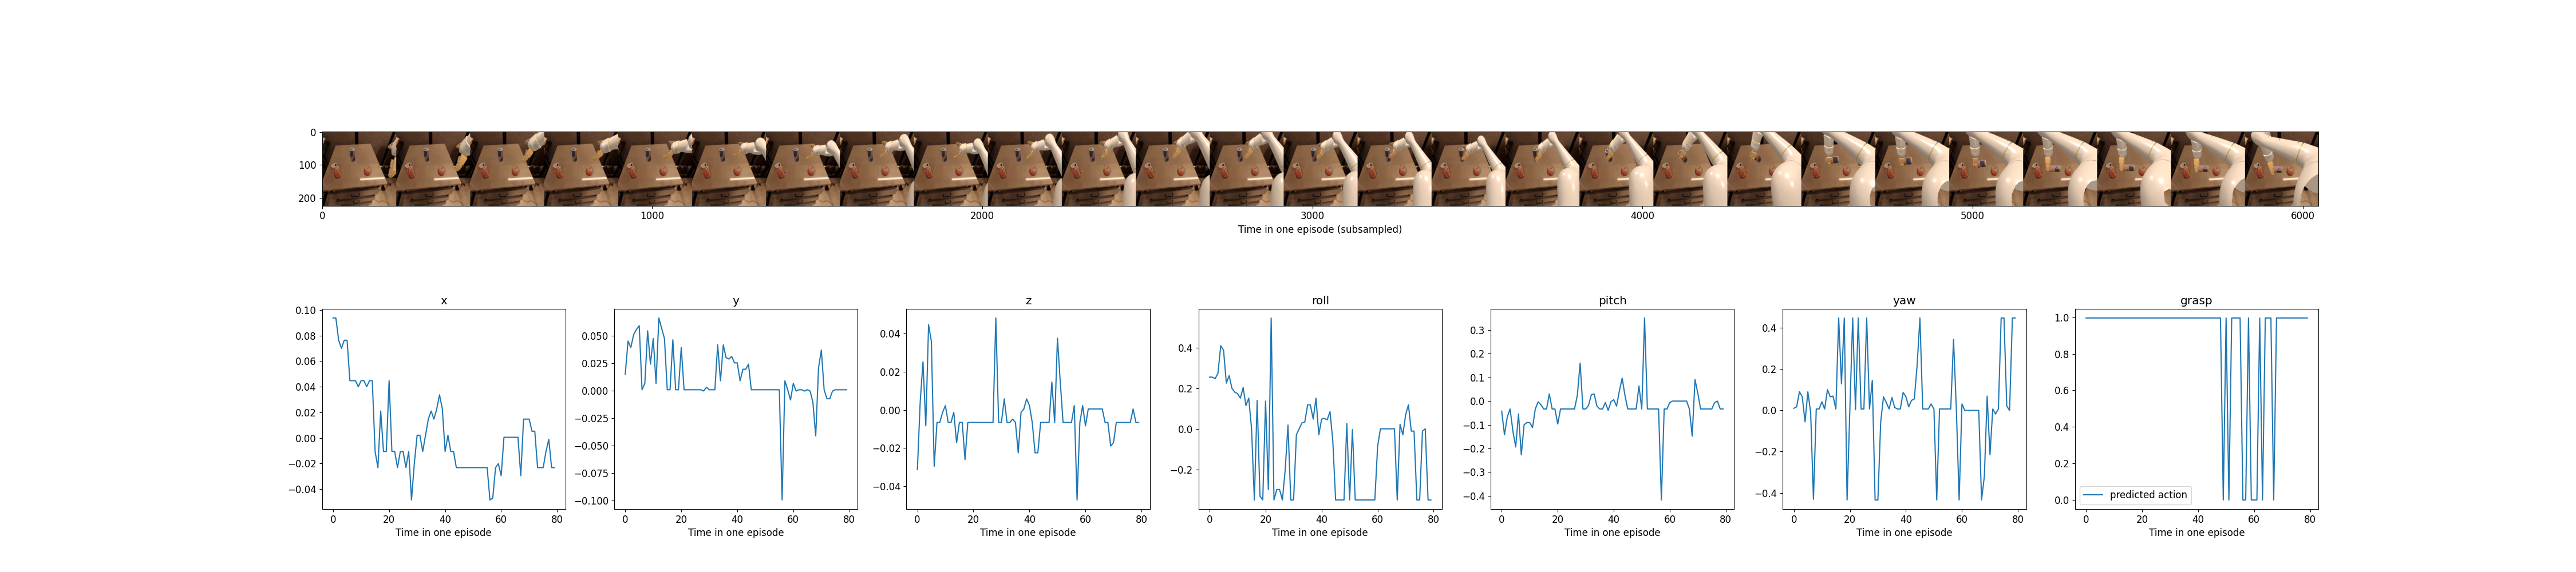 0
100
200
0 1000 2000 3000 4000 5000 6000
Time in one episode (subsampled)
x
0.10
0.08
0.06
0.04
0.02
0.00
−0.02
−0.04
0 20 40 60 80
Time in one episode
y
0.050
0.025
0.000
−0.025
−0.050
−0.075
−0.100
0 20 40 60 80
Time in one episode
z
0.04
0.02
0.00
−0.02
−0.04
0 20 40 60 80
Time in one episode
roll
0.4
0.2
0.0
−0.2
0 20 40 60 80
Time in one episode
pitch
0.3
0.2
0.1
0.0
−0.1
−0.2
−0.3
−0.4
0 20 40 60 80
Time in one episode
yaw
0.4
0.2
0.0
−0.2
−0.4
0 20 40 60 80
Time in one episode
grasp
1.0
0.8
0.6
0.4
0.2
0.0
predicted action
0 20 40 60 80
Time in one episode